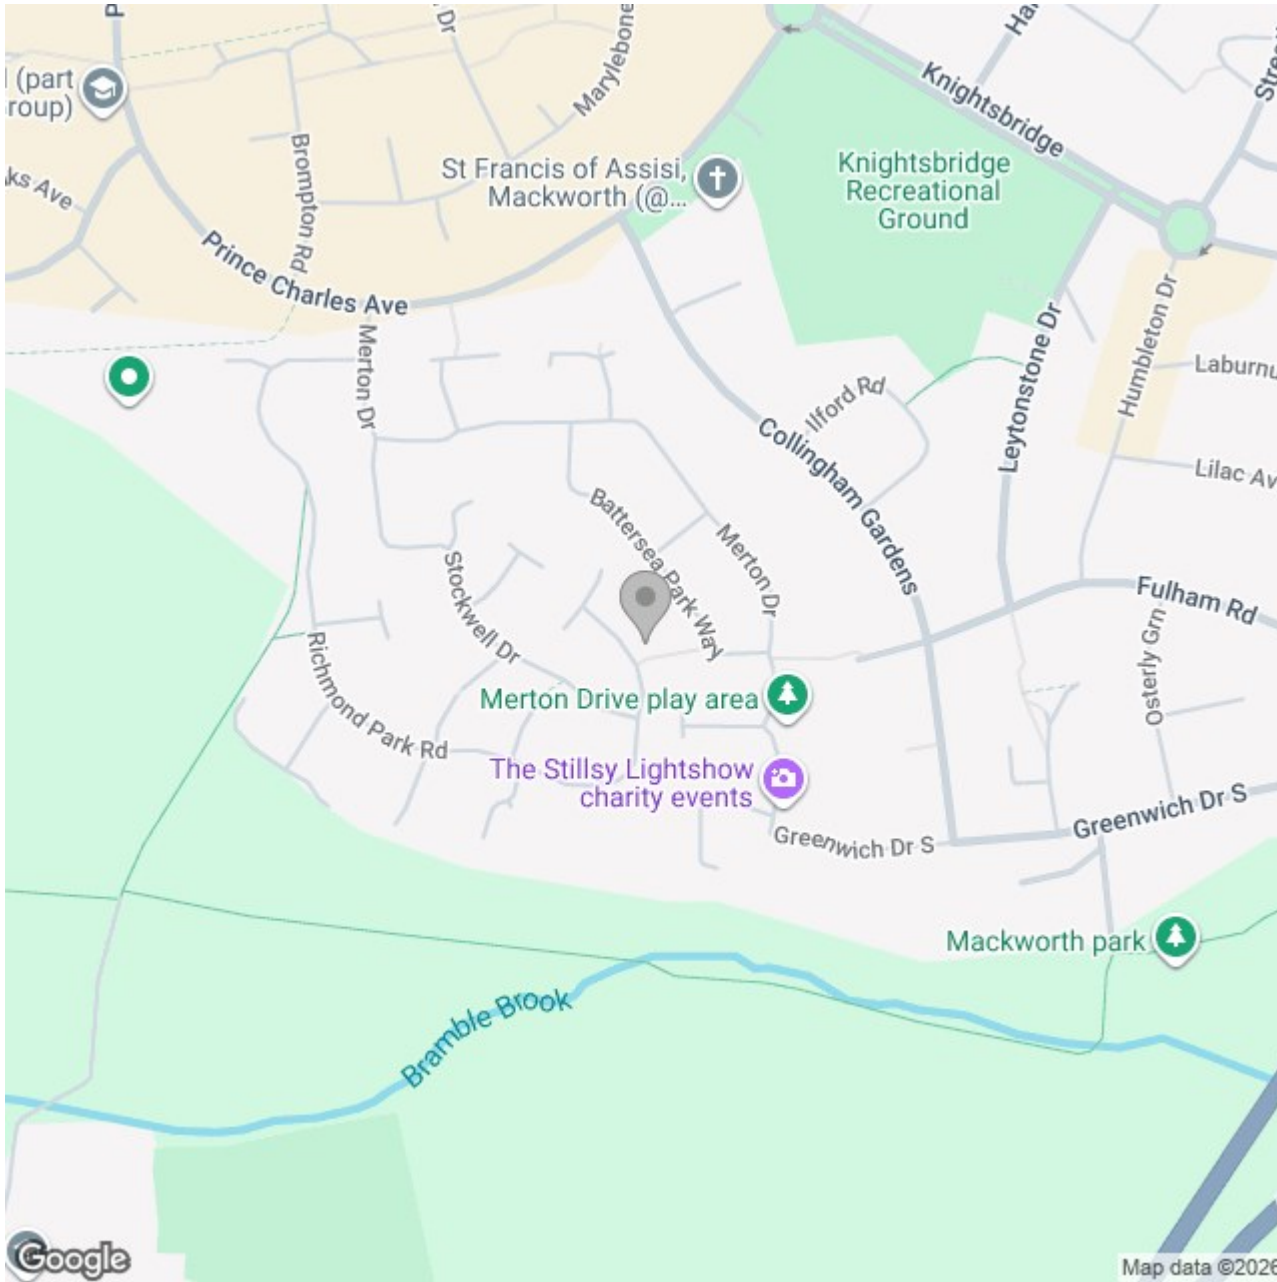 Dr
Marylebone
Knightsbridge
l (part
roup)
Brompton Rd
ks Ave
St Francis of Assisi,
Mackworth (@...
Knightsbridge
Recreational
Ground
Prince Charles Ave
Merton Dr
Leytonstone Dr
Humbleton Dr
Laburnu
Ilford Rd
Collingham Gardens
Lilac Av
Battersea Park Way
Merton Dr
Stockwell Dr
Fulham Rd
Osterly Grn
Richmond Park Rd
Merton Drive play area
The Stillsy Lightshow
charity events
Greenwich Dr S
Greenwich Dr S
Mackworth park
Bramble Brook
Google
Map data ©2026